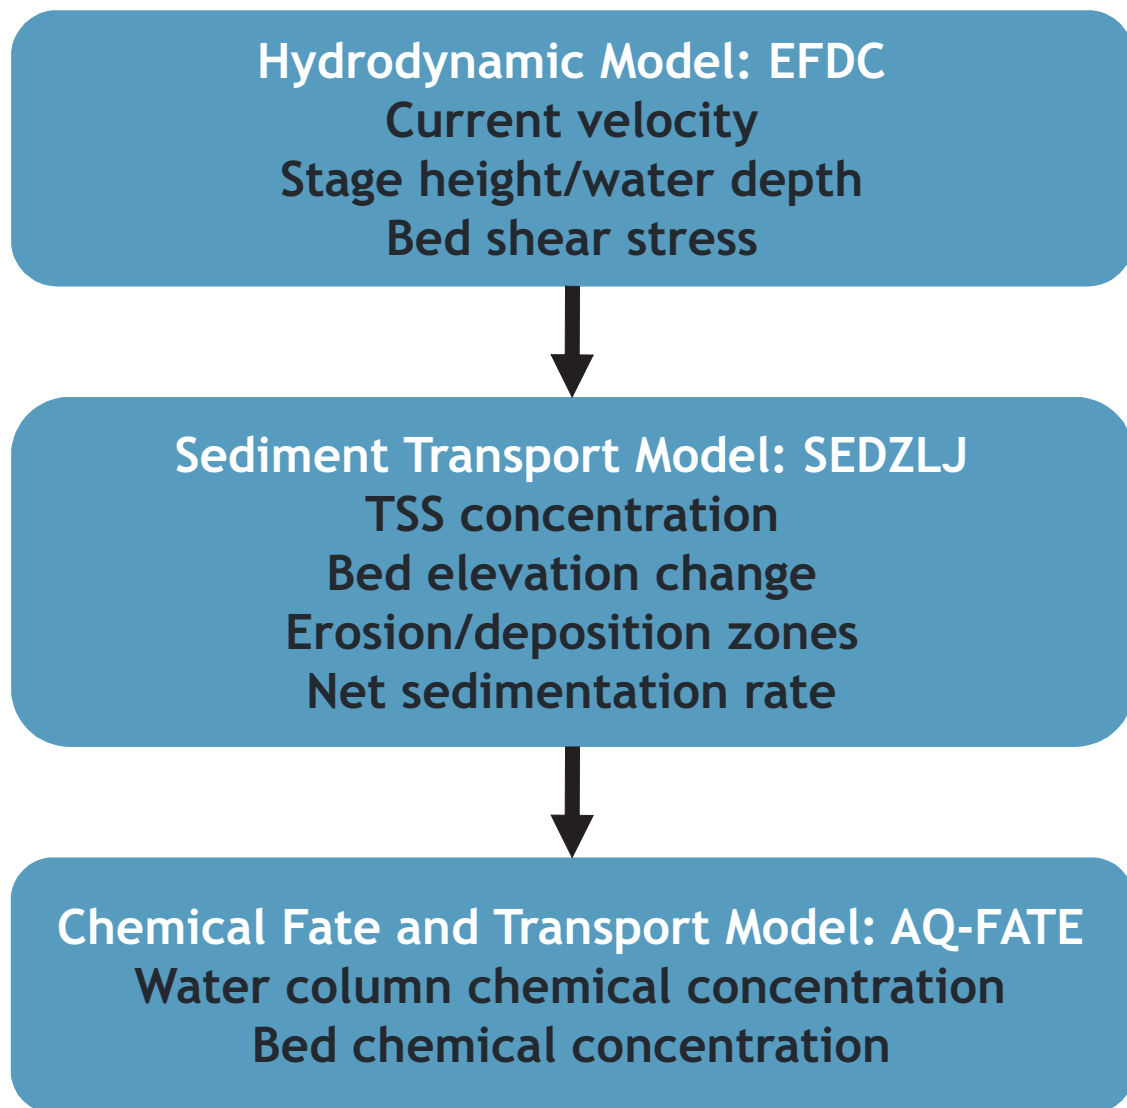 Hydrodynamic Model: EFDC
Current velocity
Stage height/water depth
Bed shear stress
Sediment Transport Model: SEDZLJ
TSS concentration
Bed elevation change
Erosion/deposition zones
Net sedimentation rate
Chemical Fate and Transport Model: AQ-FATE
Water column chemical concentration
Bed chemical concentration